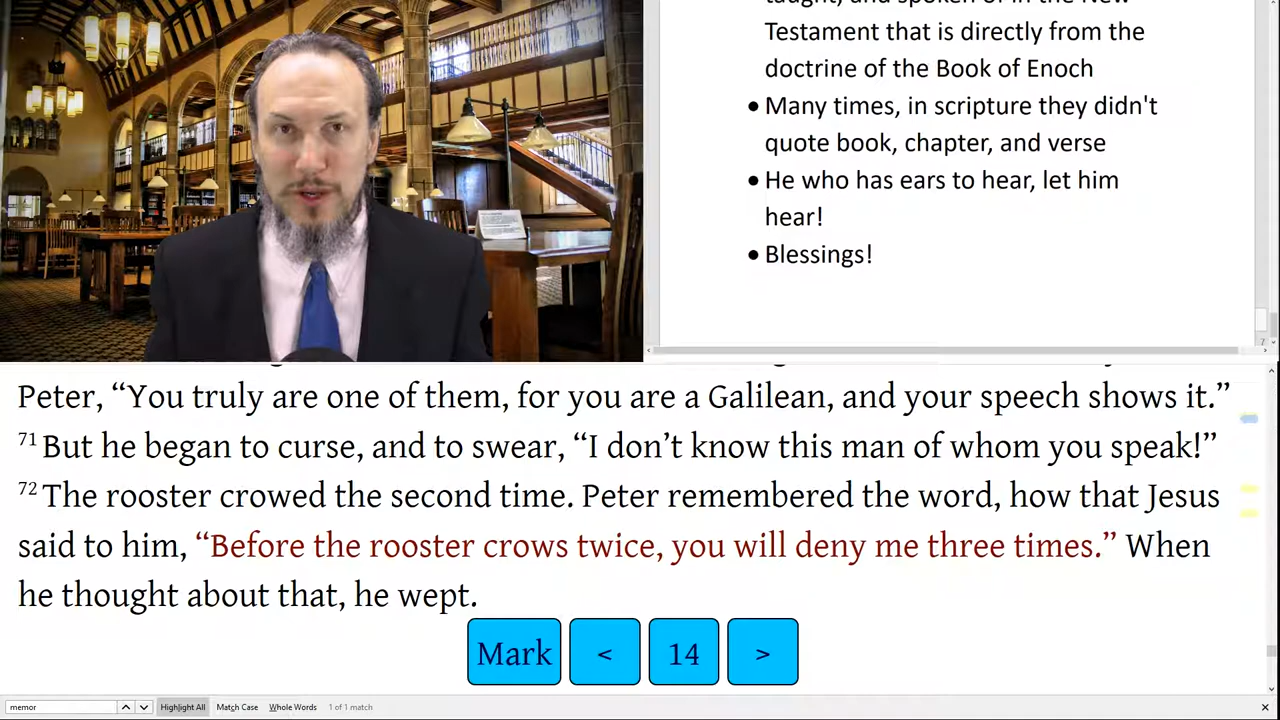 Testament that is directly from the
doctrine of the Book of Enoch
• Many times, in scripture they didn't
quote book, chapter, and verse
• He who has ears to hear, let him
hear!
• Blessings!
Peter, “You truly are one of them, for you are a Galilean, and your speech shows it.”
71 But he began to curse, and to swear, “I don’t know this man of whom you speak!”
72 The rooster crowed the second time. Peter remembered the word, how that Jesus
said to him, “Before the rooster crows twice, you will deny me three times.” When
he thought about that, he wept.
Mark < 14 >
memor Highlight All Match Case Whole Words 1 of 1 match